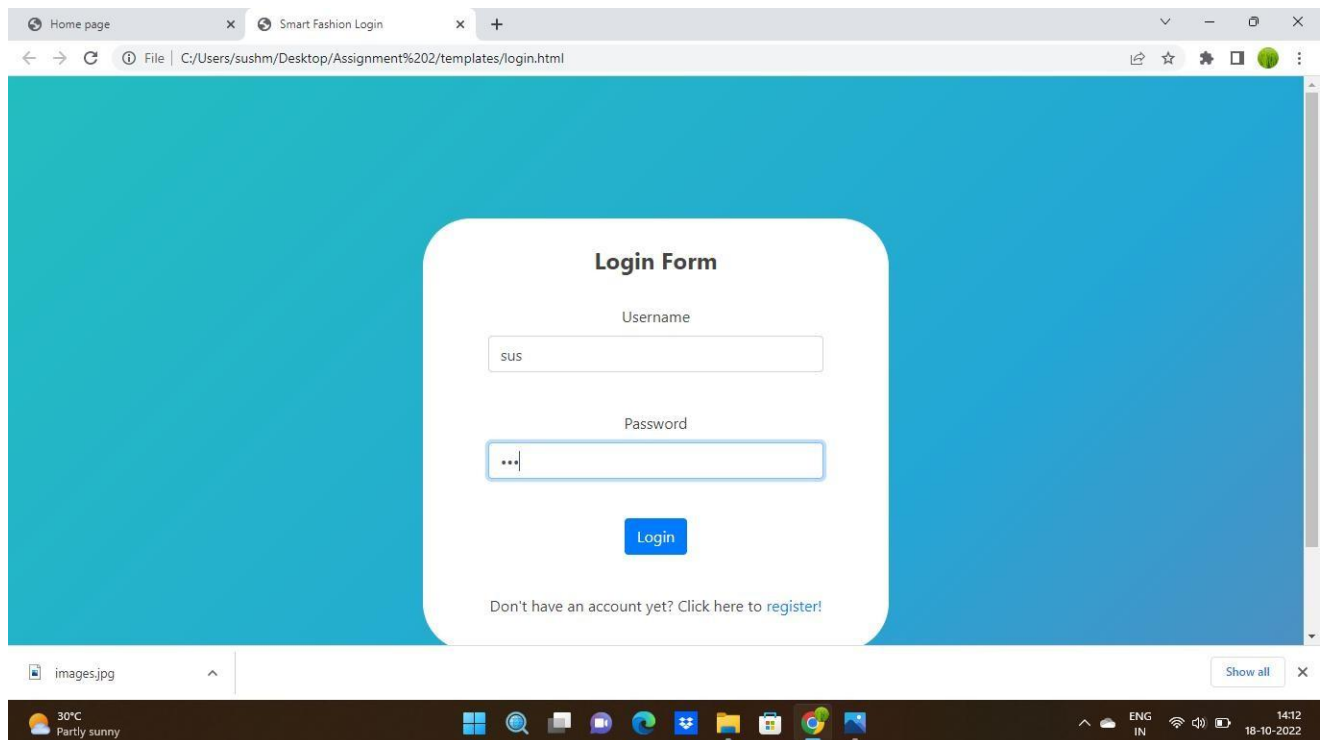 Home page
Smart Fashion Login
File | C:/Users/sushm/Desktop/Assignment%202/templates/login.html
Login Form
Username
sus
Password
•••
Login
Don't have an account yet? Click here to register!
images.jpg
Show all
30°C
Partly sunny
ENG
IN
14:12
18-10-2022